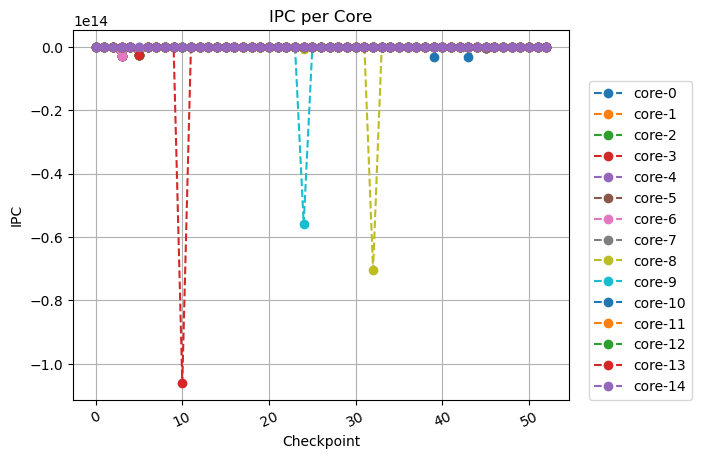 IPC per Core
1e14
0.0
−0.2
−0.4
−0.6
−0.8
−1.0
IPC
0
10
20
30
40
50
Checkpoint
core-0
core-1
core-2
core-3
core-4
core-5
core-6
core-7
core-8
core-9
core-10
core-11
core-12
core-13
core-14